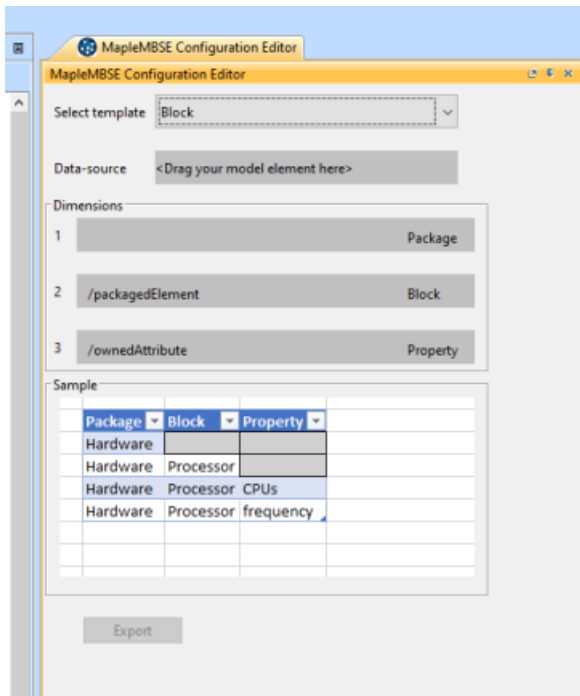 MapleMBSE Configuration Editor
MapleMBSE Configuration Editor
Select template Block
Data-source <Drag your model element here>
Dimensions
1 Package
2 /packagedElement Block
3 /ownedAttribute Property
Sample
Package Block Property
Hardware
Hardware Processor
Hardware Processor CPUs
Hardware Processor frequency
Export